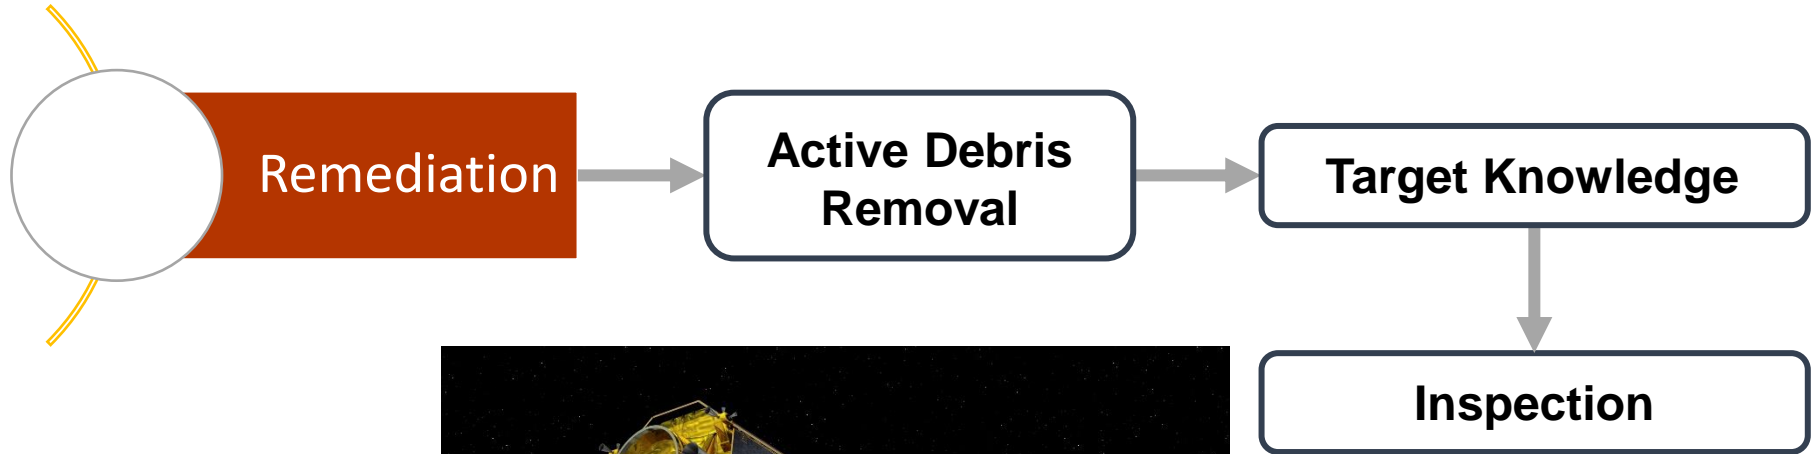 Remediation
Active Debris
Removal
Target Knowledge
Inspection